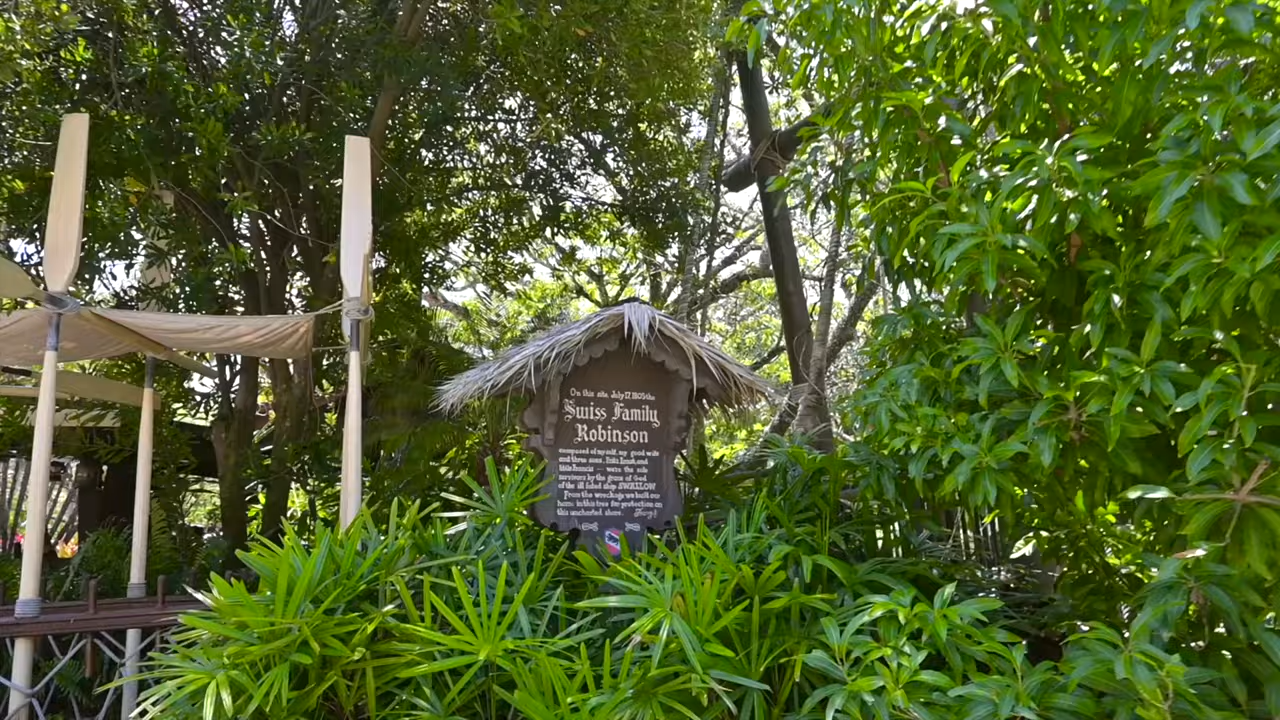 On this site, July 17, 1805 the
Swiss Family
Robinson
composed of myself, my good wife
and three sons, Fritz, Ernst, and
little Francis — were the sole
survivors by the grace of God
of the ill fated ship SWALLOW
From the wreckage we built our
home in this tree for protection on
this uncharted shore.